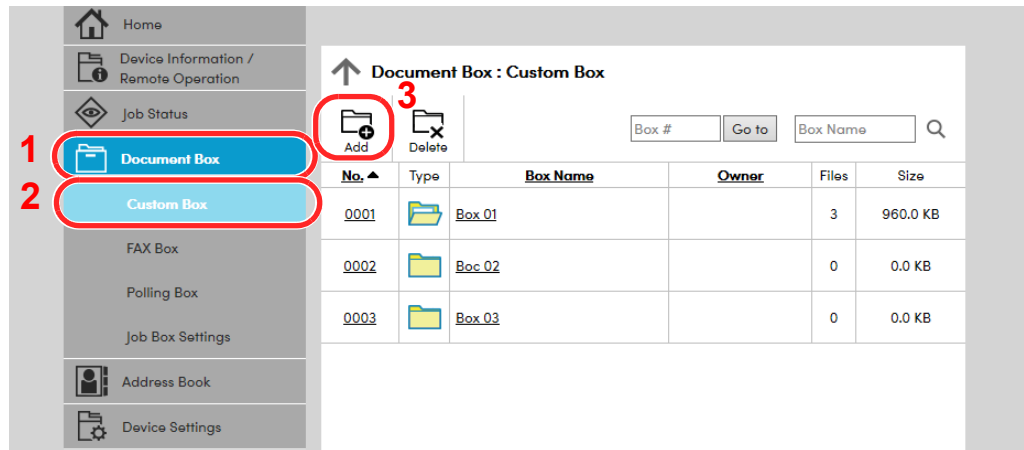 Home
Device Information /
Remote Operation
Job Status
1
Document Box
2
Custom Box
FAX Box
Polling Box
Job Box Settings
Address Book
Device Settings
Document Box : Custom Box
3
Add
Delete
Box #
Go to
Box Name
No. ▲ Type Box Name Owner Files Size
0001 Box 01 3 960.0 KB
0002 Boc 02 0 0.0 KB
0003 Box 03 0 0.0 KB